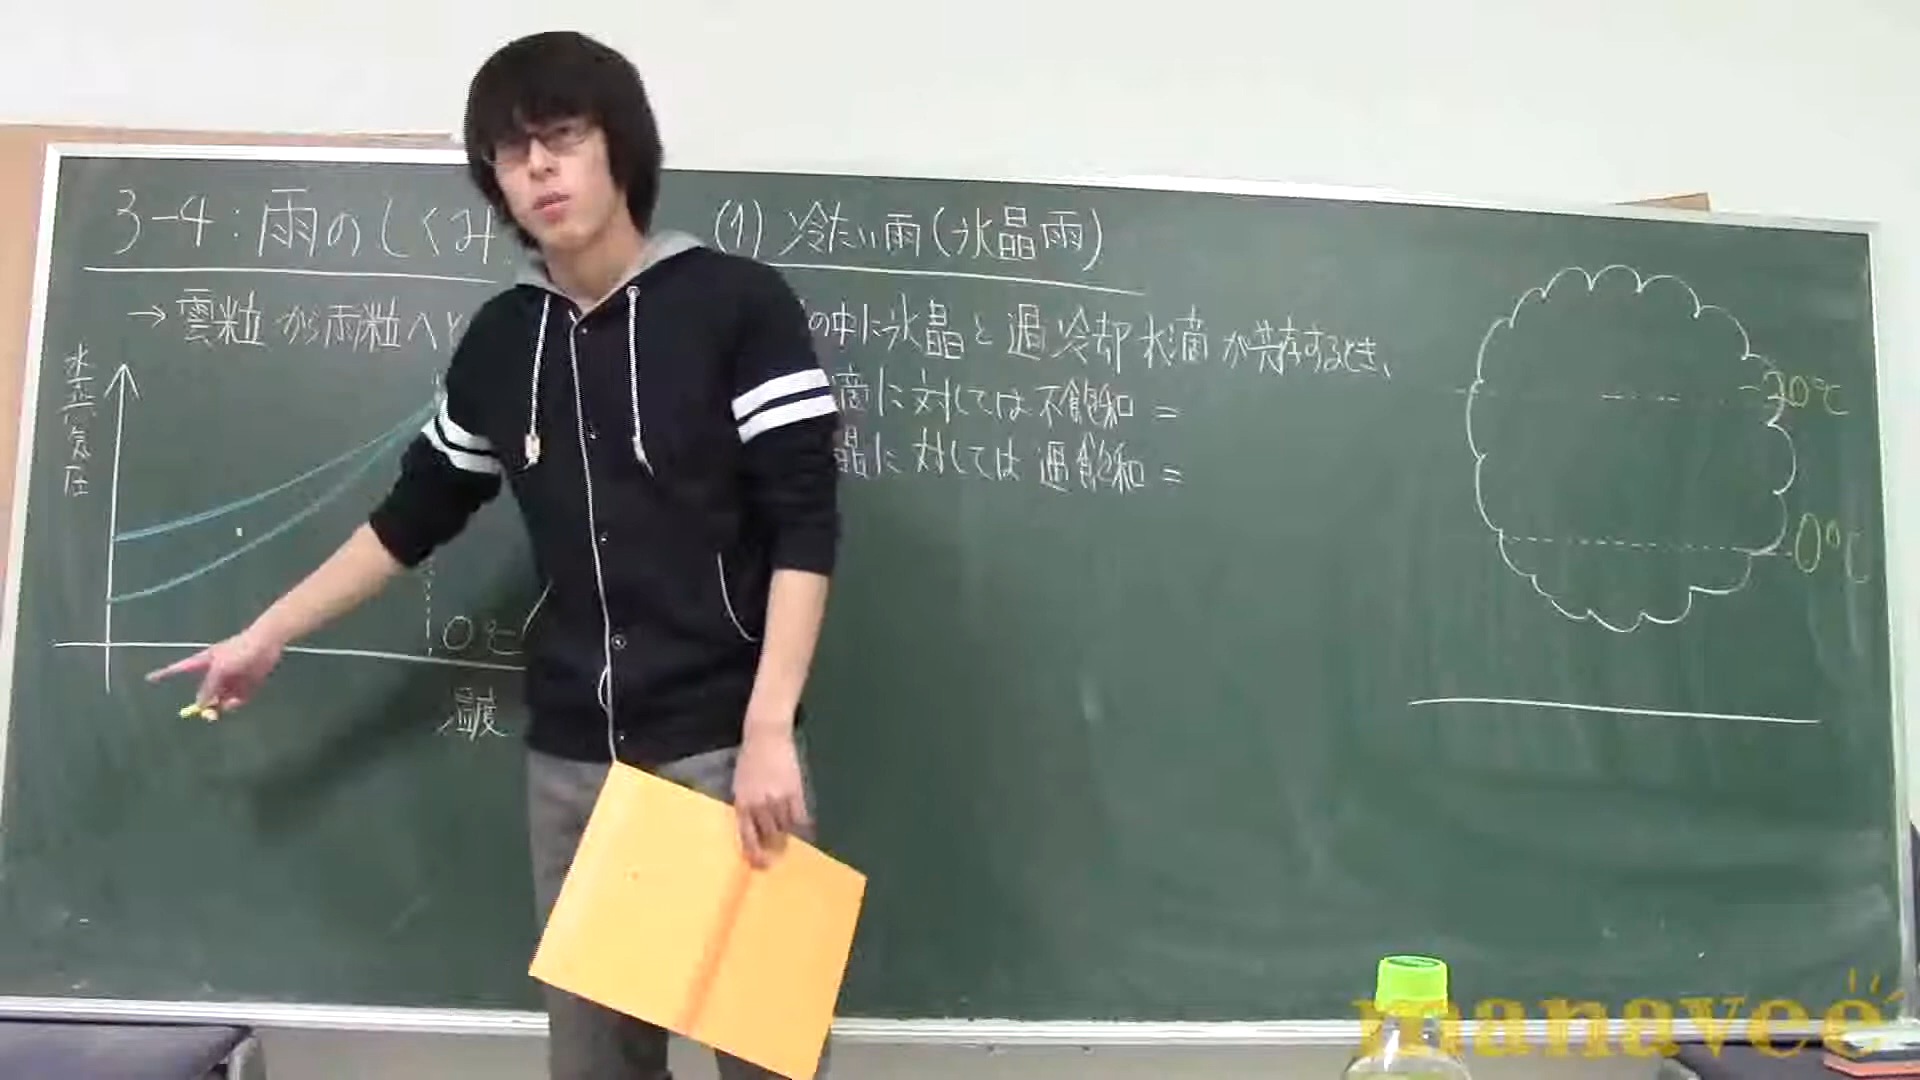 3-4:雨のしくみ
→雲粒から雨粒へと
水蒸気圧
0℃
温度
(1) 冷たい雨(氷晶雨)
の中に氷晶と過冷却水滴が共存するとき、
滴に対しては不飽和 =
晶に対しては過飽和 =
0℃
manavee